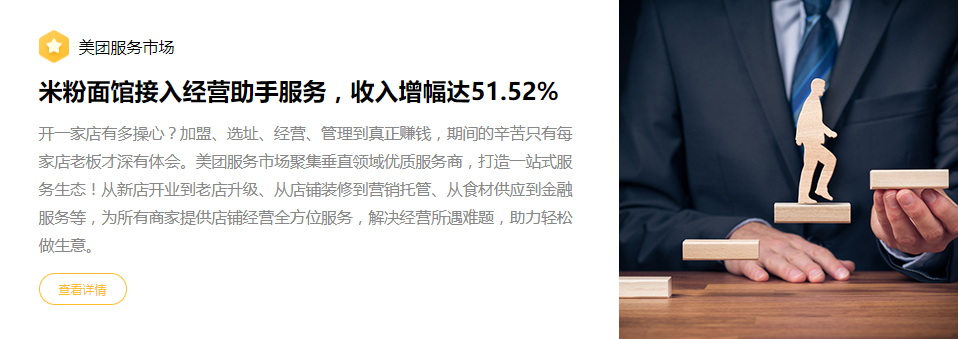 美团服务市场
米粉面馆接入经营助手服务，收入增幅达51.52%
开一家店有多操心？加盟、选址、经营、管理到真正赚钱，期间的辛苦只有每
家店老板才深有体会。美团服务市场聚集垂直领域优质服务商，打造一站式服
务生态！从新店开业到老店升级、从店铺装修到营销托管、从食材供应到金融
服务等，为所有商家提供店铺经营全方位服务，解决经营所遇难题，助力轻松
做生意。
查看详情